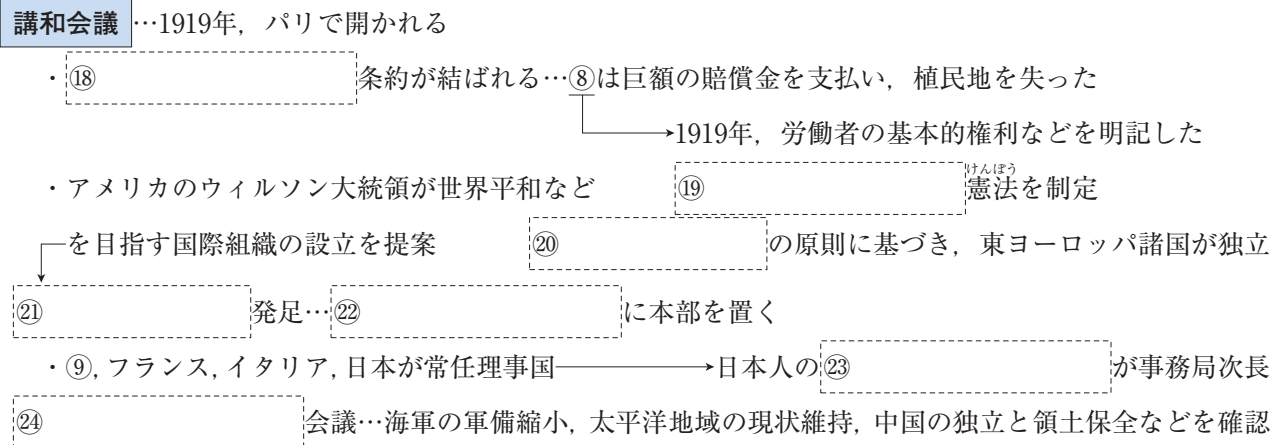 講和会議…1919年，パリで開かれる
・⑱ 条約が結ばれる…⑧は巨額の賠償金を支払い，植民地を失った
→1919年，労働者の基本的権利などを明記した
・アメリカのウィルソン大統領が世界平和など ⑲ 憲法を制定
けんぽう
を目指す国際組織の設立を提案 ⑳ の原則に基づき，東ヨーロッパ諸国が独立
㉑ 発足…㉒ に本部を置く
・⑨，フランス，イタリア，日本が常任理事国→日本人の㉓ が事務局次長
㉔ 会議…海軍の軍備縮小，太平洋地域の現状維持，中国の独立と領土保全などを確認